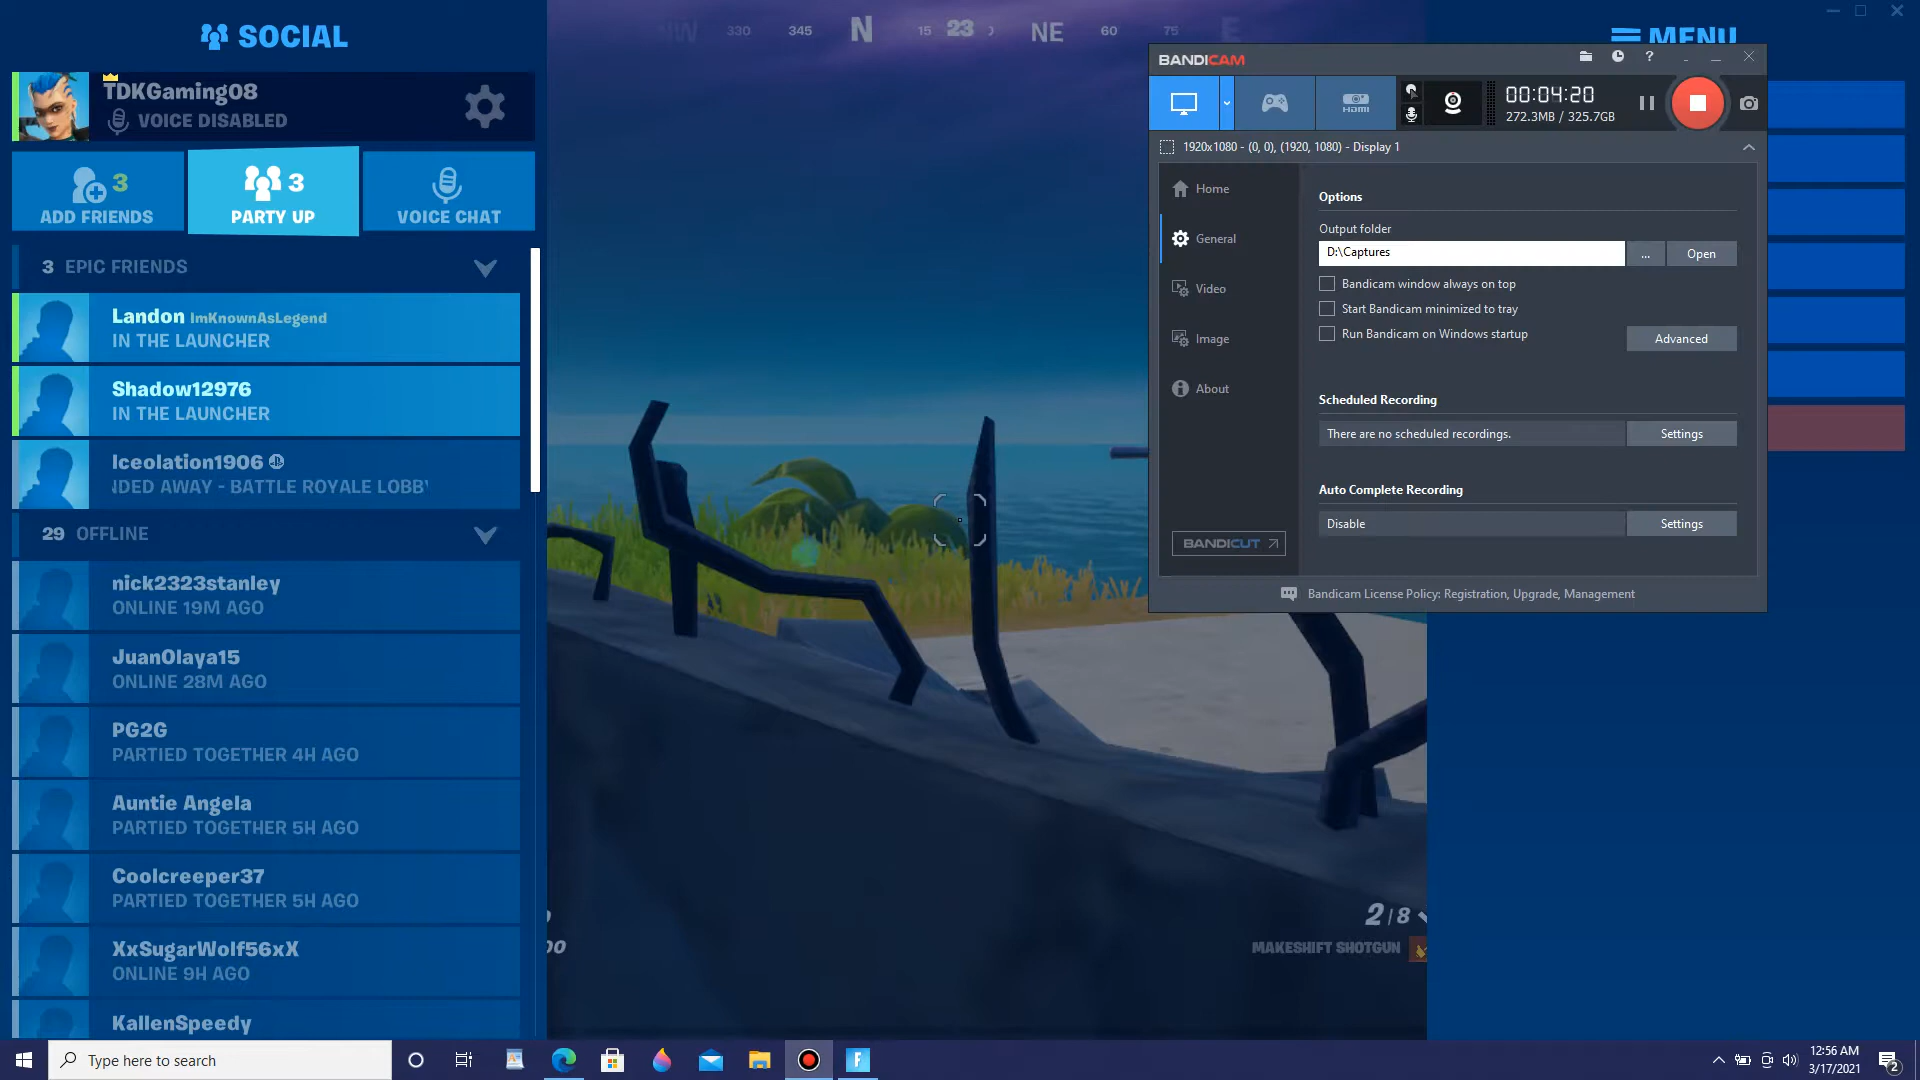 SOCIAL
TDKGaming08
VOICE DISABLED
3
ADD FRIENDS
3
PARTY UP
VOICE CHAT
3 EPIC FRIENDS
Landon ImKnownAsLegend
IN THE LAUNCHER
Shadow12976
IN THE LAUNCHER
Iceolation1906
NDED AWAY - BATTLE ROYALE LOBBY
29 OFFLINE
nick2323stanley
ONLINE 19M AGO
JuanOlaya15
ONLINE 28M AGO
PG2G
PARTIED TOGETHER 4H AGO
Auntie Angela
PARTIED TOGETHER 5H AGO
Coolcreeper37
PARTIED TOGETHER 5H AGO
XxSugarWolf56xX
ONLINE 9H AGO
KallenSpeedy
NW 330 345 N 15 23 NE 60 75 E
MENU
BANDICAM
?
HDMI
00:04:20
272.3MB / 325.7GB
1920x1080 - (0, 0), (1920, 1080) - Display 1
Home
General
Video
Image
About
BANDICUT
Options
Output folder
D:\Captures
...
Open
Bandicam window always on top
Start Bandicam minimized to tray
Run Bandicam on Windows startup
Advanced
Scheduled Recording
There are no scheduled recordings.
Settings
Auto Complete Recording
Disable
Settings
Bandicam License Policy: Registration, Upgrade, Management
2/8
MAKESHIFT SHOTGUN
00
Type here to search
F
12:56 AM
3/17/2021
2